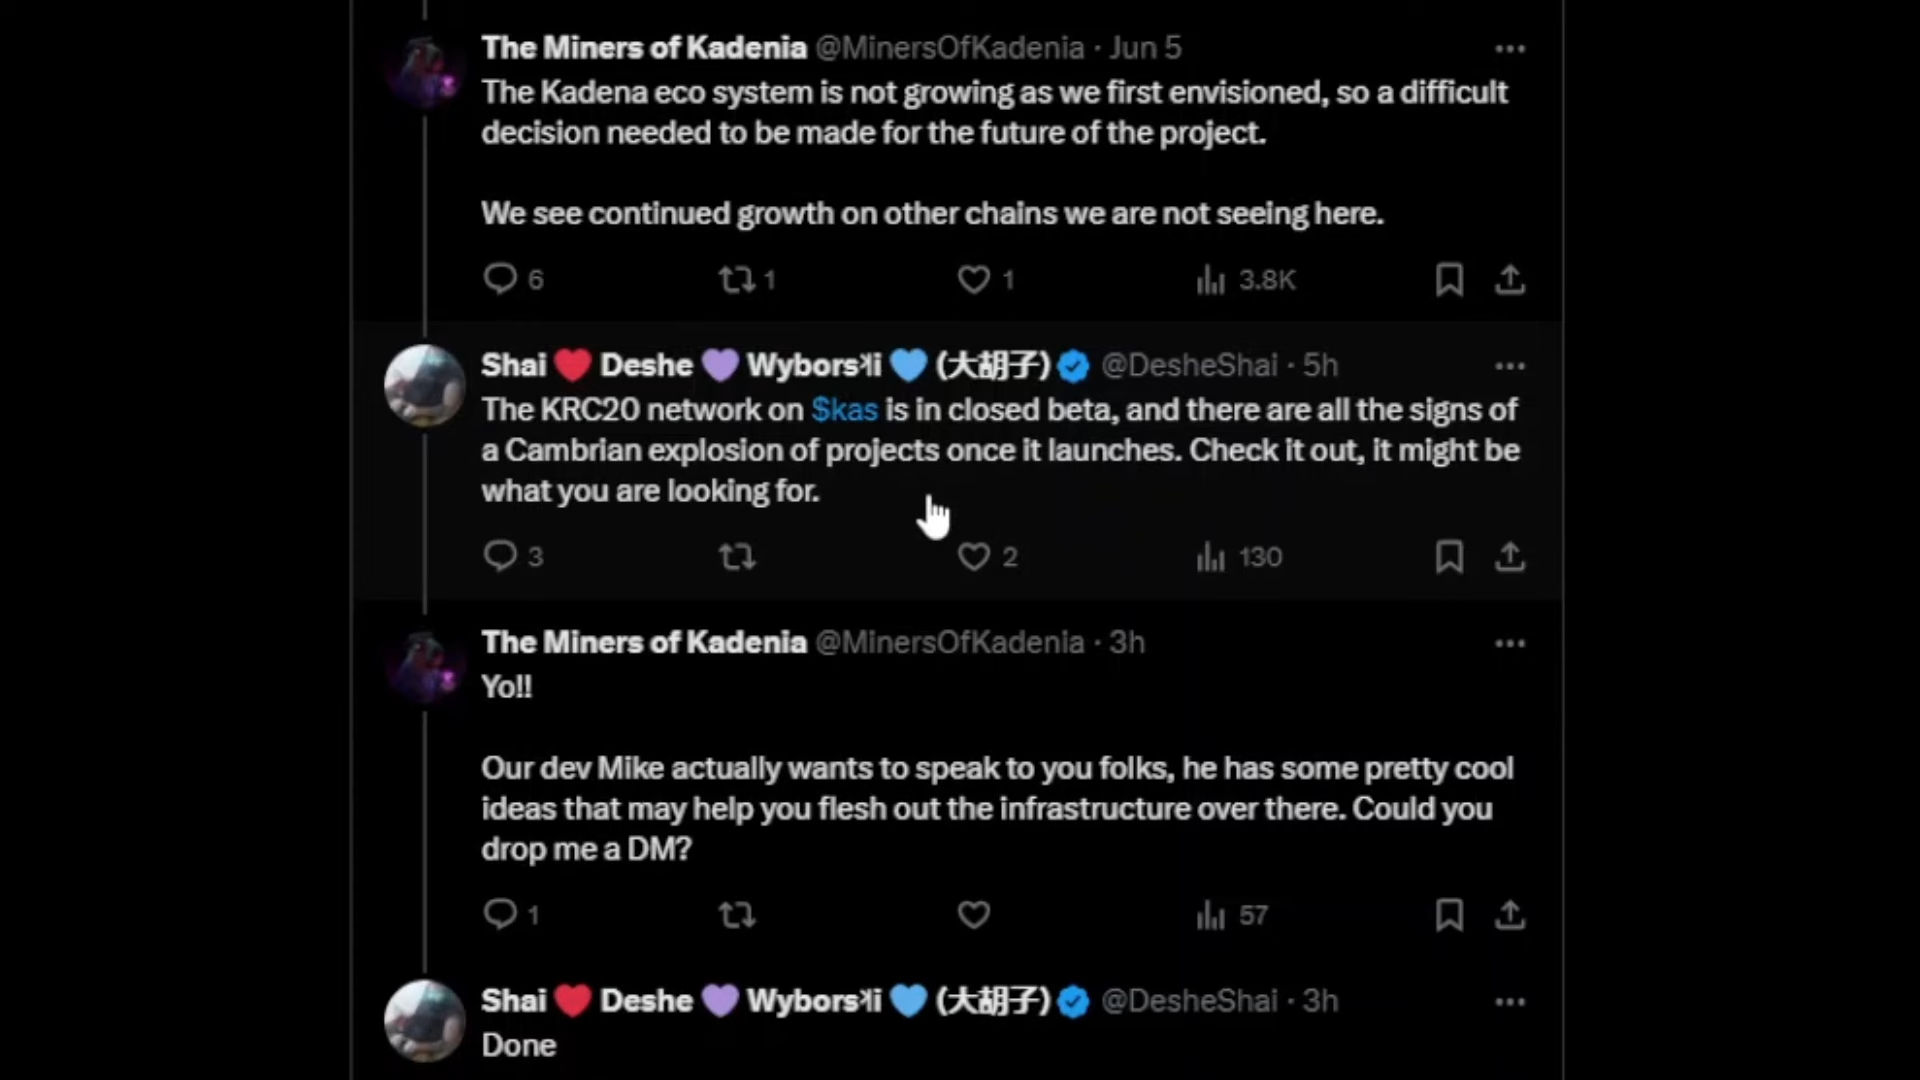 The Miners of Kadenia @MinersOfKadenia · Jun 5
The Kadena eco system is not growing as we first envisioned, so a difficult
decision needed to be made for the future of the project.
We see continued growth on other chains we are not seeing here.
6 1 1 3.8K
Shai ❤️ Deshe 💜 Wybors𐤊i 💙 (大胡子) @DesheShai · 5h
The KRC20 network on $kas is in closed beta, and there are all the signs of
a Cambrian explosion of projects once it launches. Check it out, it might be
what you are looking for.
3 2 130
The Miners of Kadenia @MinersOfKadenia · 3h
Yo!!
Our dev Mike actually wants to speak to you folks, he has some pretty cool
ideas that may help you flesh out the infrastructure over there. Could you
drop me a DM?
1 57
Shai ❤️ Deshe 💜 Wybors𐤊i 💙 (大胡子) @DesheShai · 3h
Done